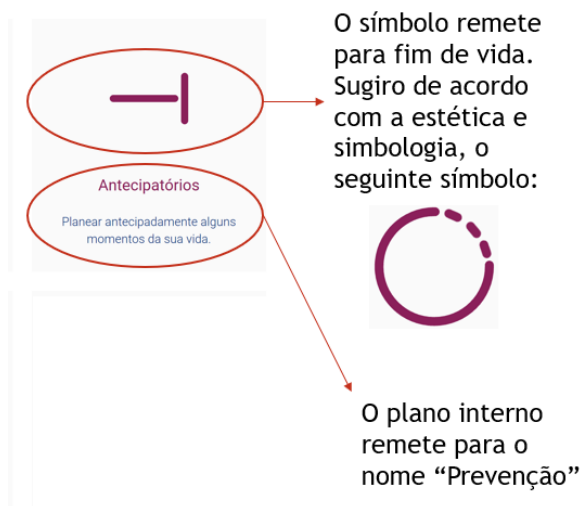 O símbolo remete
para fim de vida.
Sugiro de acordo
com a estética e
simbologia, o
seguinte símbolo:
Antecipatórios
Planear antecipadamente alguns
momentos da sua vida.
O plano interno
remete para o
nome “Prevenção”